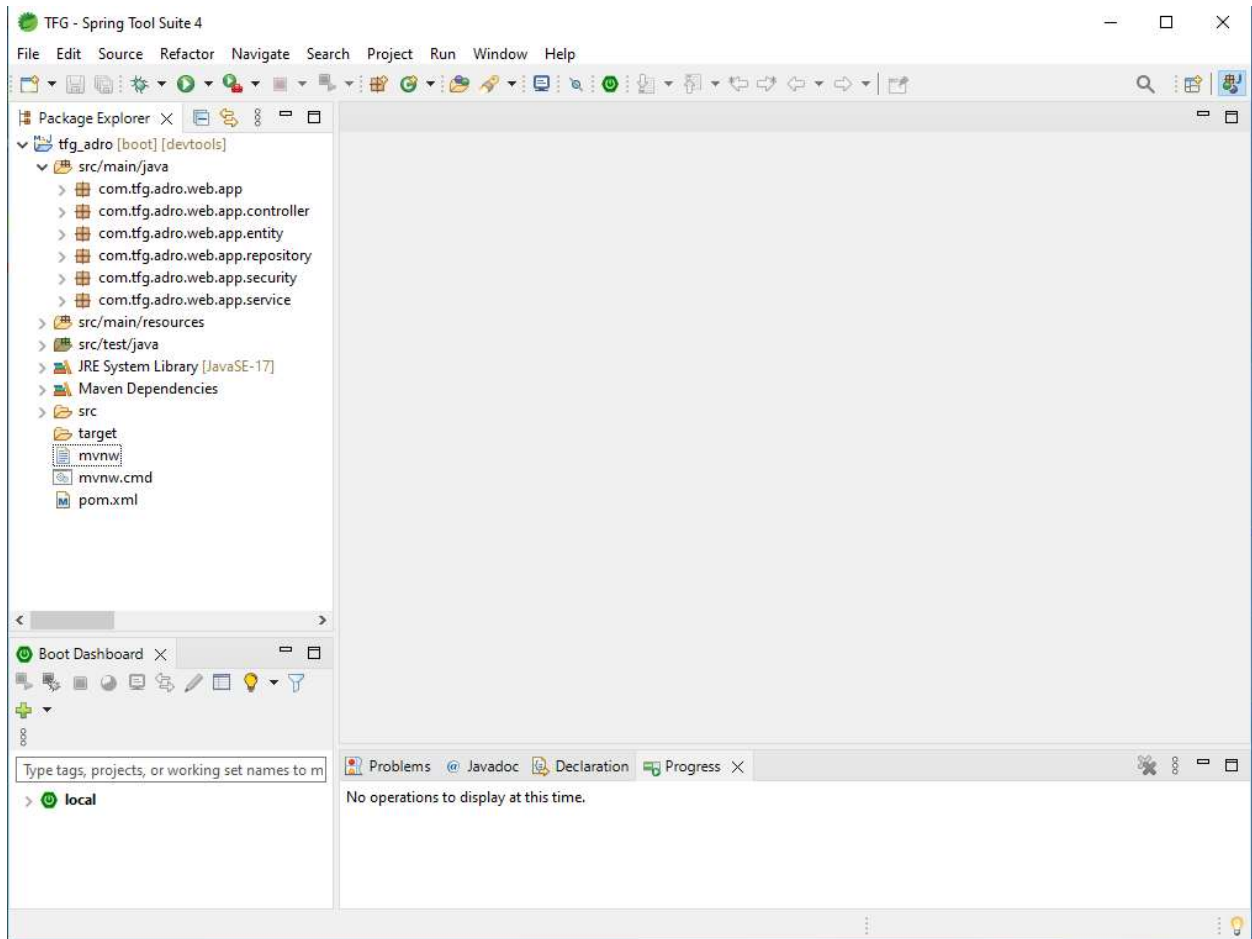 TFG - Spring Tool Suite 4
File Edit Source Refactor Navigate Search Project Run Window Help
Package Explorer
tfg_adro [boot] [devtools]
src/main/java
com.tfg.adro.web.app
com.tfg.adro.web.app.controller
com.tfg.adro.web.app.entity
com.tfg.adro.web.app.repository
com.tfg.adro.web.app.security
com.tfg.adro.web.app.service
src/main/resources
src/test/java
JRE System Library [JavaSE-17]
Maven Dependencies
src
target
mvnw
mvnw.cmd
pom.xml
Boot Dashboard
Type tags, projects, or working set names to m
local
Problems @ Javadoc Declaration Progress
No operations to display at this time.